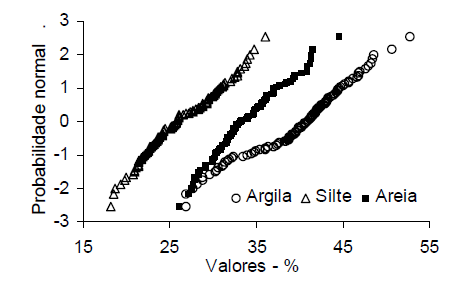 Probabilidade normal
3
2
1
0
-1
-2
-3
Argila Silte Areia
15 25 35 45 55
Valores - %